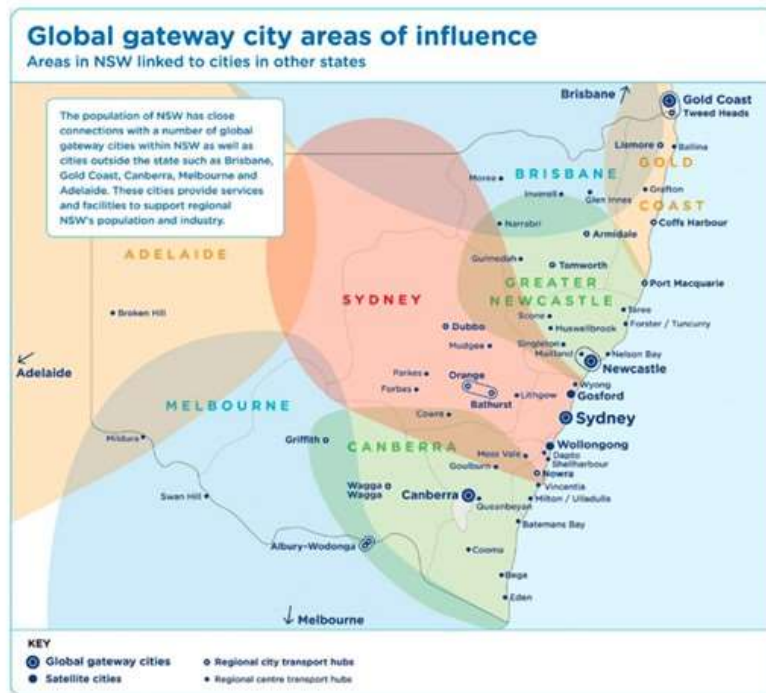 Global gateway city areas of influence
Areas in NSW linked to cities in other states
The population of NSW has close
connections with a number of global
gateway cities within NSW as well as
cities outside the state such as Brisbane,
Gold Coast, Canberra, Melbourne and
Adelaide. These cities provide services
and facilities to support regional
NSW's population and industry.
Brisbane
Gold Coast
Tweed Heads
Lismore
Ballina
GOLD
COAST
BRISBANE
Moree
Inverell
Glen Innes
Grafton
Coffs Harbour
Narrabri
Armidale
ADELAIDE
Gunnedah
Tamworth
GREATER
NEWCASTLE
Port Macquarie
SYDNEY
Broken Hill
Scone
Taree
Forster / Tuncurry
Dubbo
Muswellbrook
Mudgee
Singleton
Maitland
Nelson Bay
Newcastle
Adelaide
Parkes
Orange
Forbes
Bathurst
Lithgow
Wyong
Gosford
MELBOURNE
Cowra
Sydney
Mildura
Griffith
CANBERRA
Moss Vale
Wollongong
Dapto
Shellharbour
Goulburn
Nowra
Swan Hill
Wagga
Wagga
Canberra
Queanbeyan
Vincentia
Milton / Ulladulla
Batemans Bay
Albury-Wodonga
Cooma
Bega
Eden
Melbourne
KEY
Global gateway cities
Regional city transport hubs
Satellite cities
Regional centre transport hubs